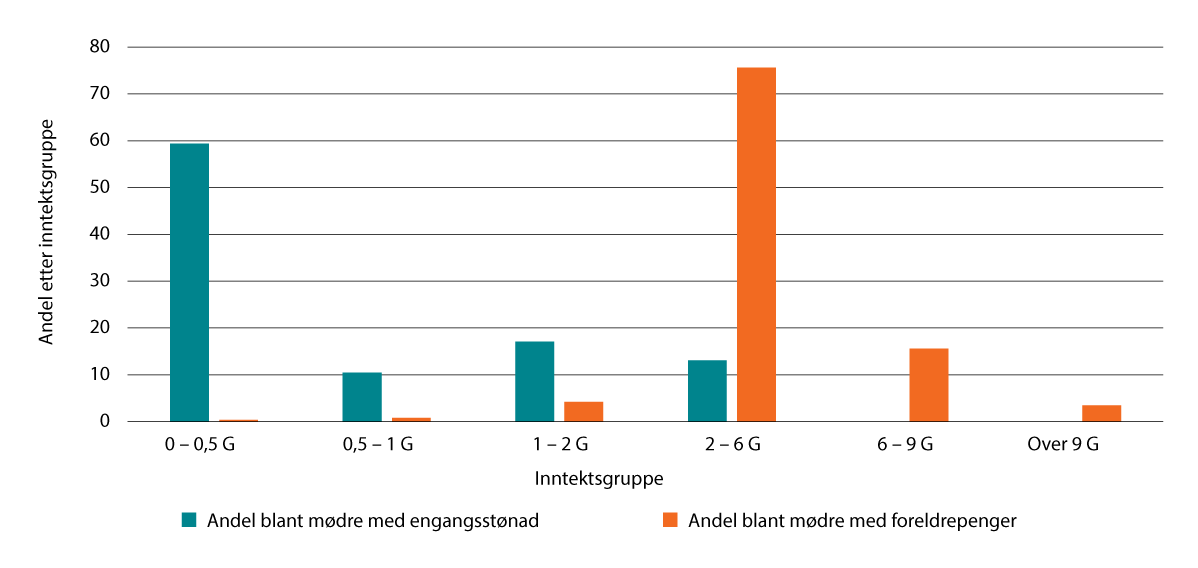 80
70
60
50
40
30
20
10
0
Andel etter inntektsgruppe
0 – 0,5 G
0,5 – 1 G
1 – 2 G
2 – 6 G
6 – 9 G
Over 9 G
Inntektsgruppe
Andel blant mødre med engangsstønad
Andel blant mødre med foreldrepenger